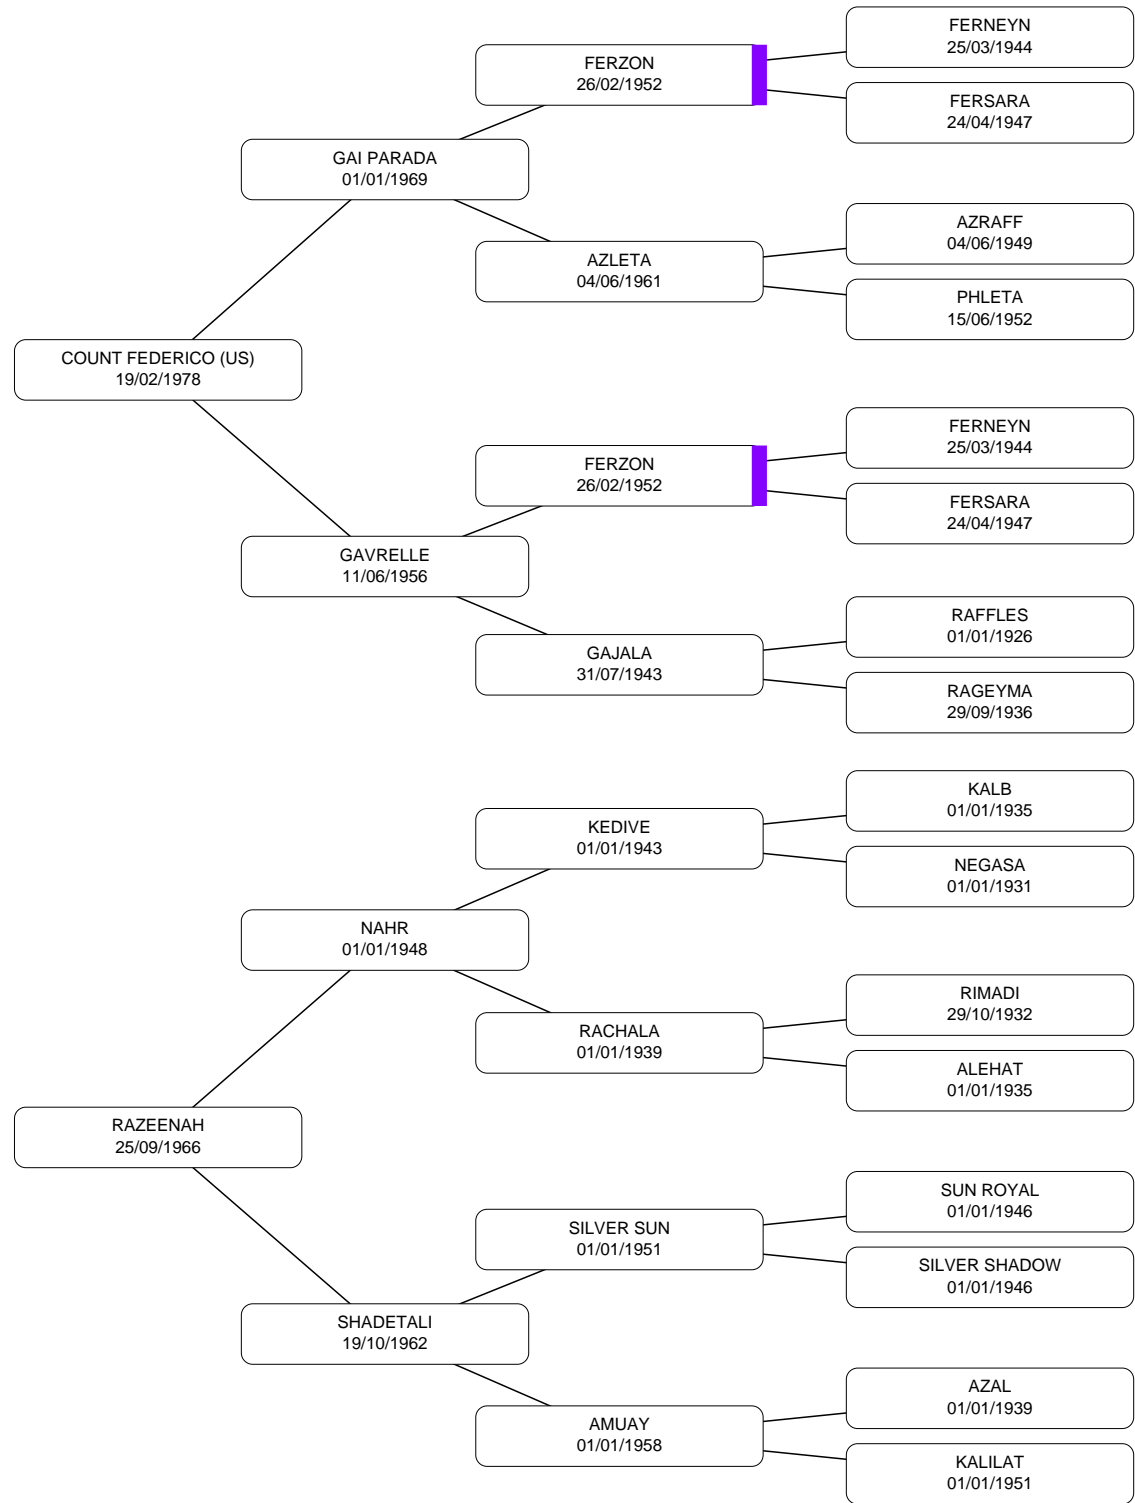 FERNEYN
25/03/1944
FERZON
26/02/1952
FERSARA
24/04/1947
GAI PARADA
01/01/1969
AZRAFF
04/06/1949
AZLETA
04/06/1961
PHLETA
15/06/1952
COUNT FEDERICO (US)
19/02/1978
FERNEYN
25/03/1944
FERZON
26/02/1952
FERSARA
24/04/1947
GAVRELLE
11/06/1956
RAFFLES
01/01/1926
GAJALA
31/07/1943
RAGEYMA
29/09/1936
KALB
01/01/1935
KEDIVE
01/01/1943
NEGASA
01/01/1931
NAHR
01/01/1948
RIMADI
29/10/1932
RACHALA
01/01/1939
ALEHAT
01/01/1935
RAZEENAH
25/09/1966
SUN ROYAL
01/01/1946
SILVER SUN
01/01/1951
SILVER SHADOW
01/01/1946
SHADETALI
19/10/1962
AZAL
01/01/1939
AMUAY
01/01/1958
KALILAT
01/01/1951